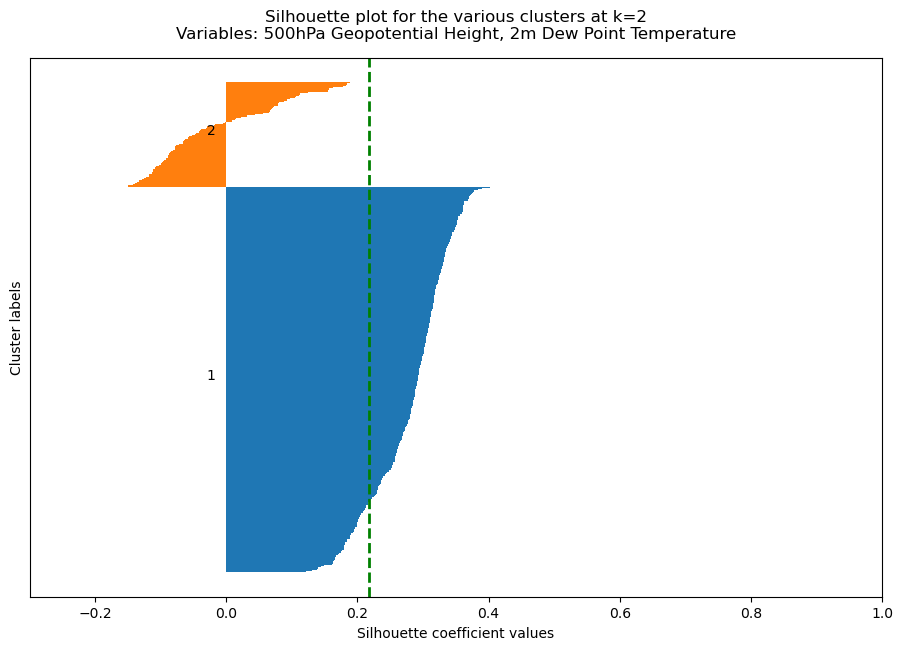 Silhouette plot for the various clusters at k=2
Variables: 500hPa Geopotential Height, 2m Dew Point Temperature
2
1
Cluster labels
−0.2 0.0 0.2 0.4 0.6 0.8 1.0
Silhouette coefficient values